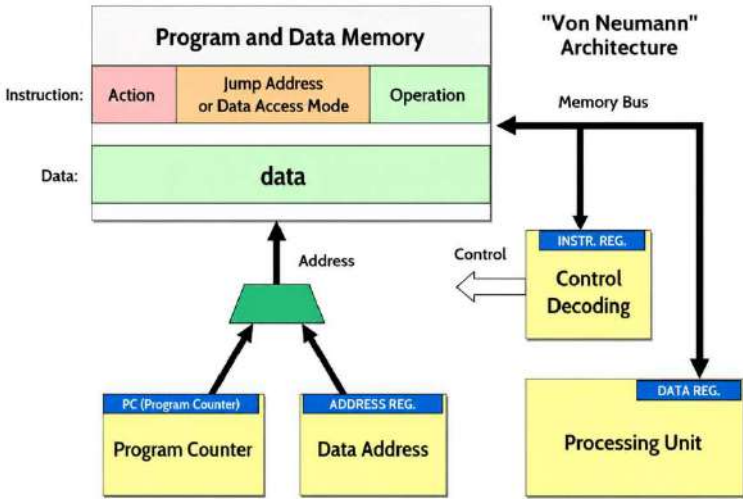 Program and Data Memory
"Von Neumann"
Architecture
Instruction:
Action
Jump Address
or Data Access Mode
Operation
Memory Bus
Data:
data
Address
Control
INSTR. REG.
Control
Decoding
PC (Program Counter)
Program Counter
ADDRESS REG.
Data Address
DATA REG.
Processing Unit